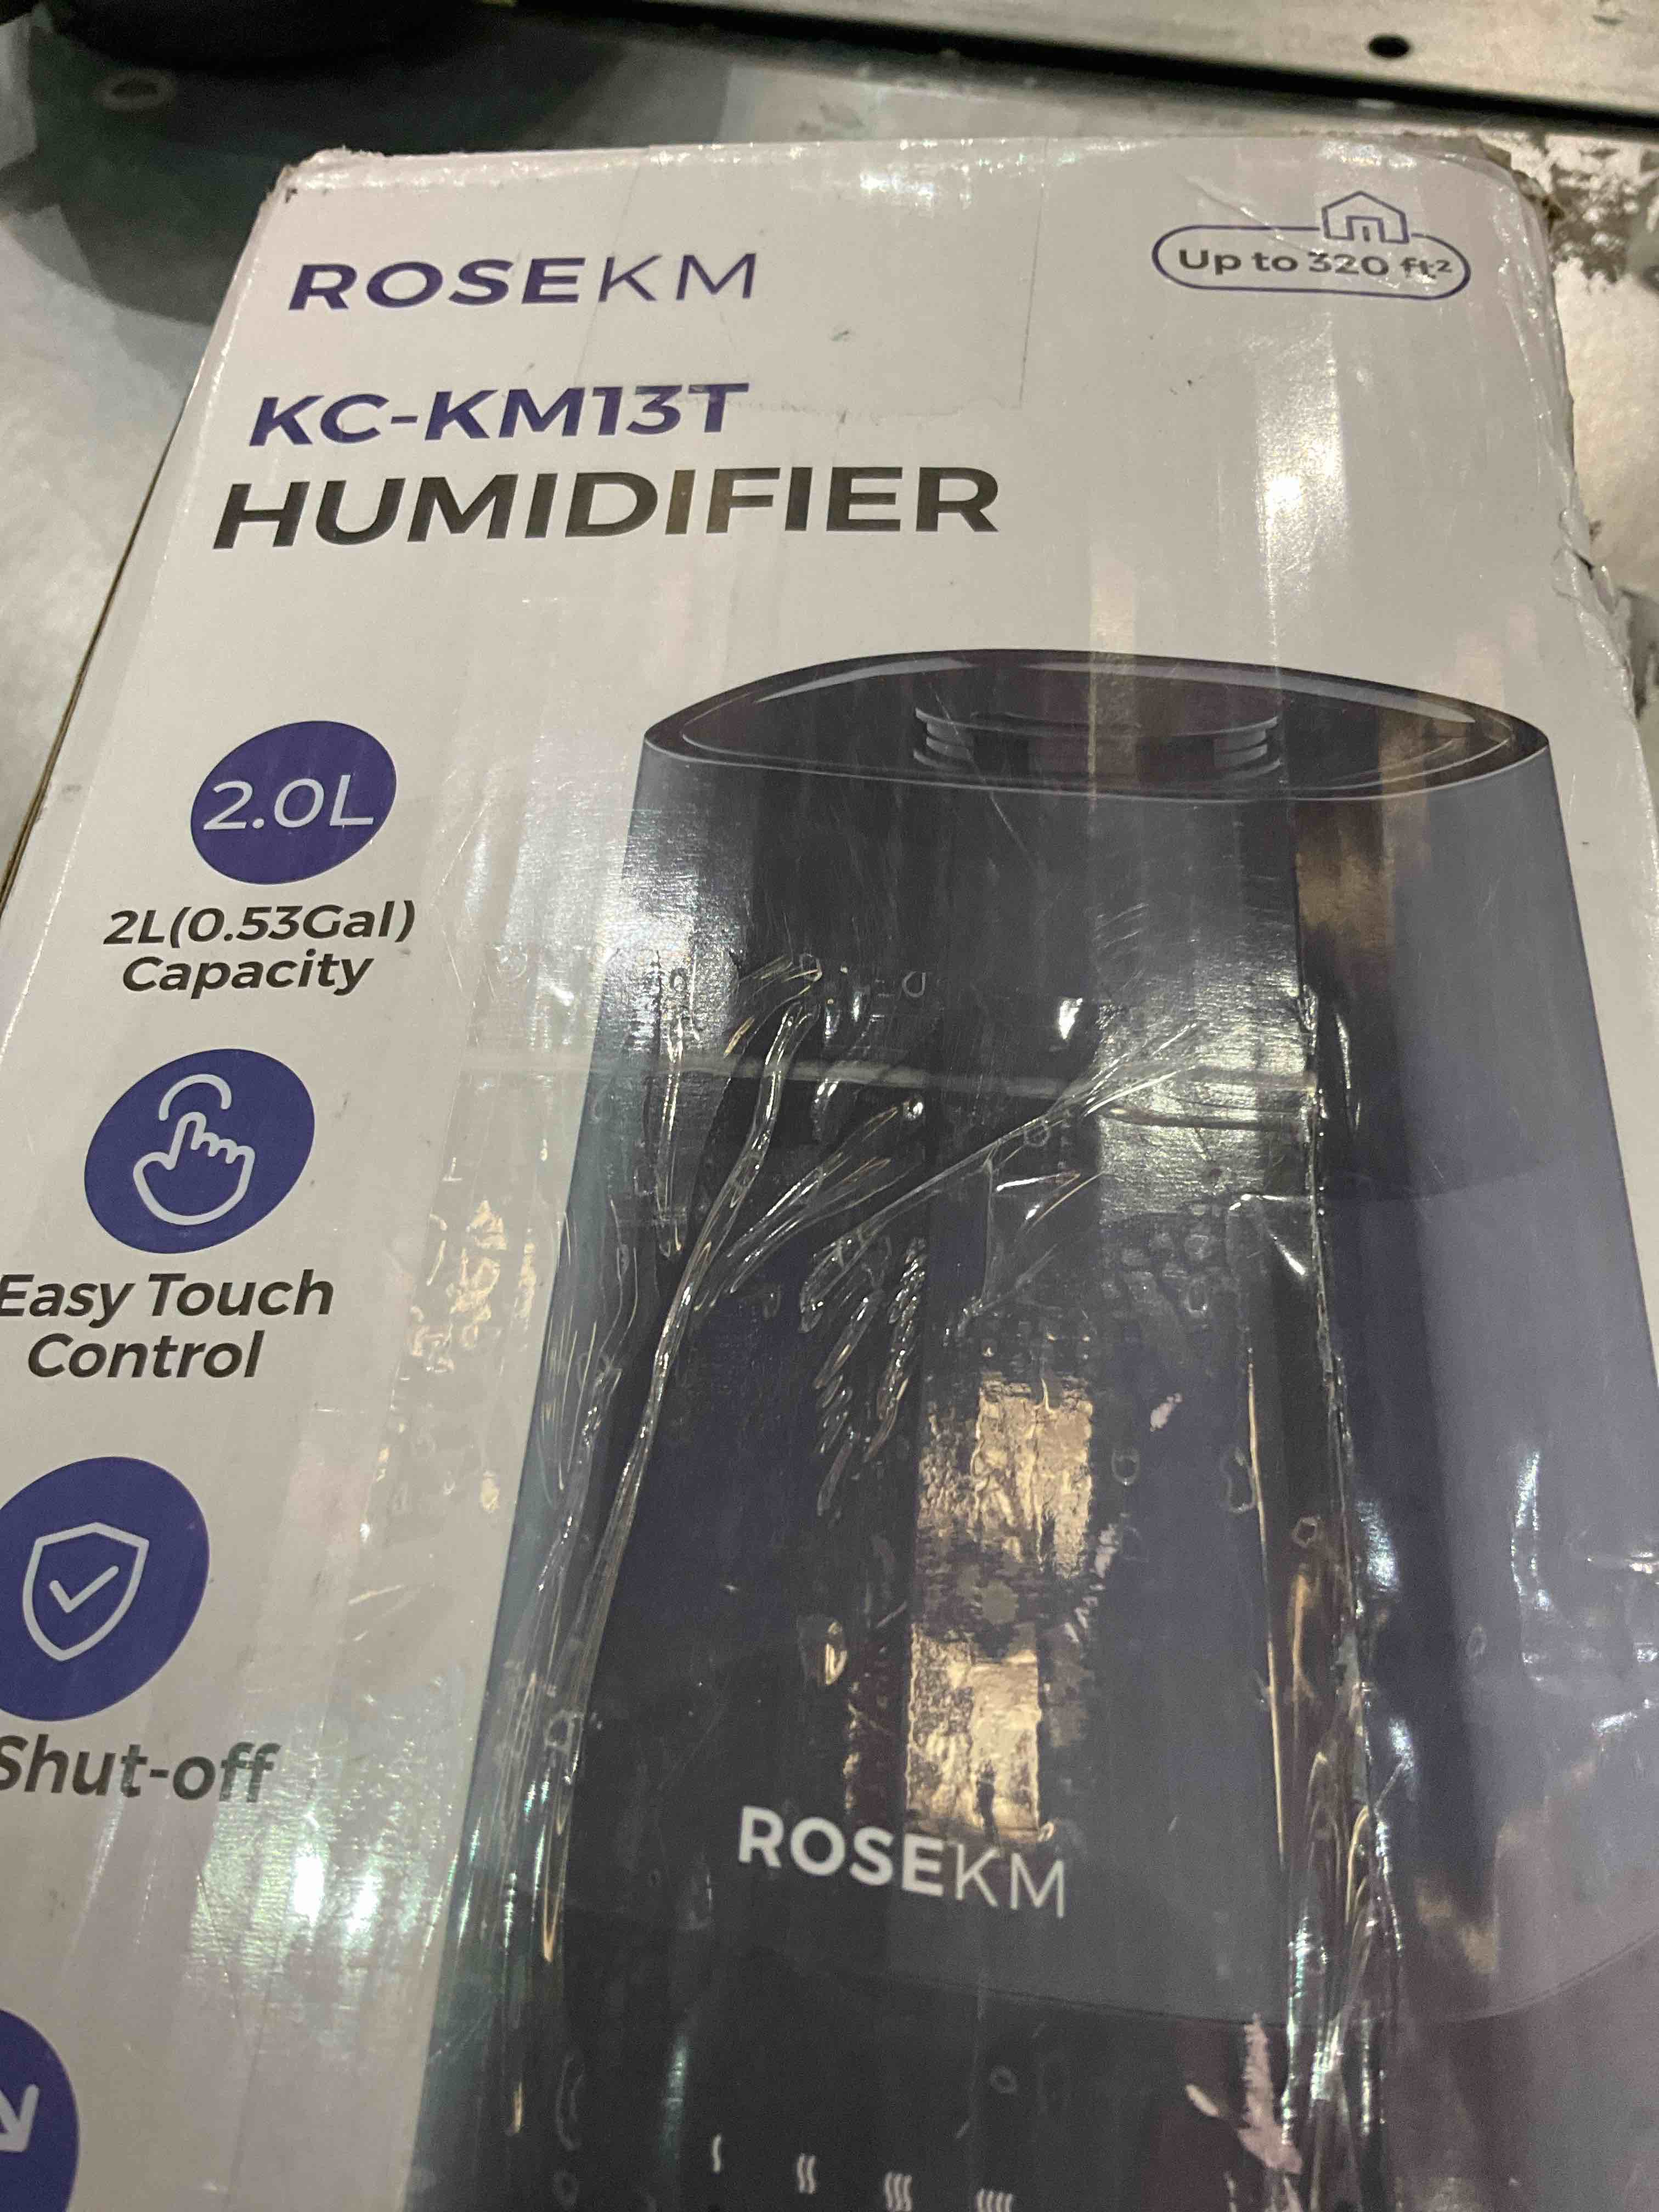 ROSEKM
Up to 320 ft²
KC-KM13T
HUMIDIFIER
2.0L
2L(0.53Gal)
Capacity
Easy Touch
Control
Shut-off
ROSEKM